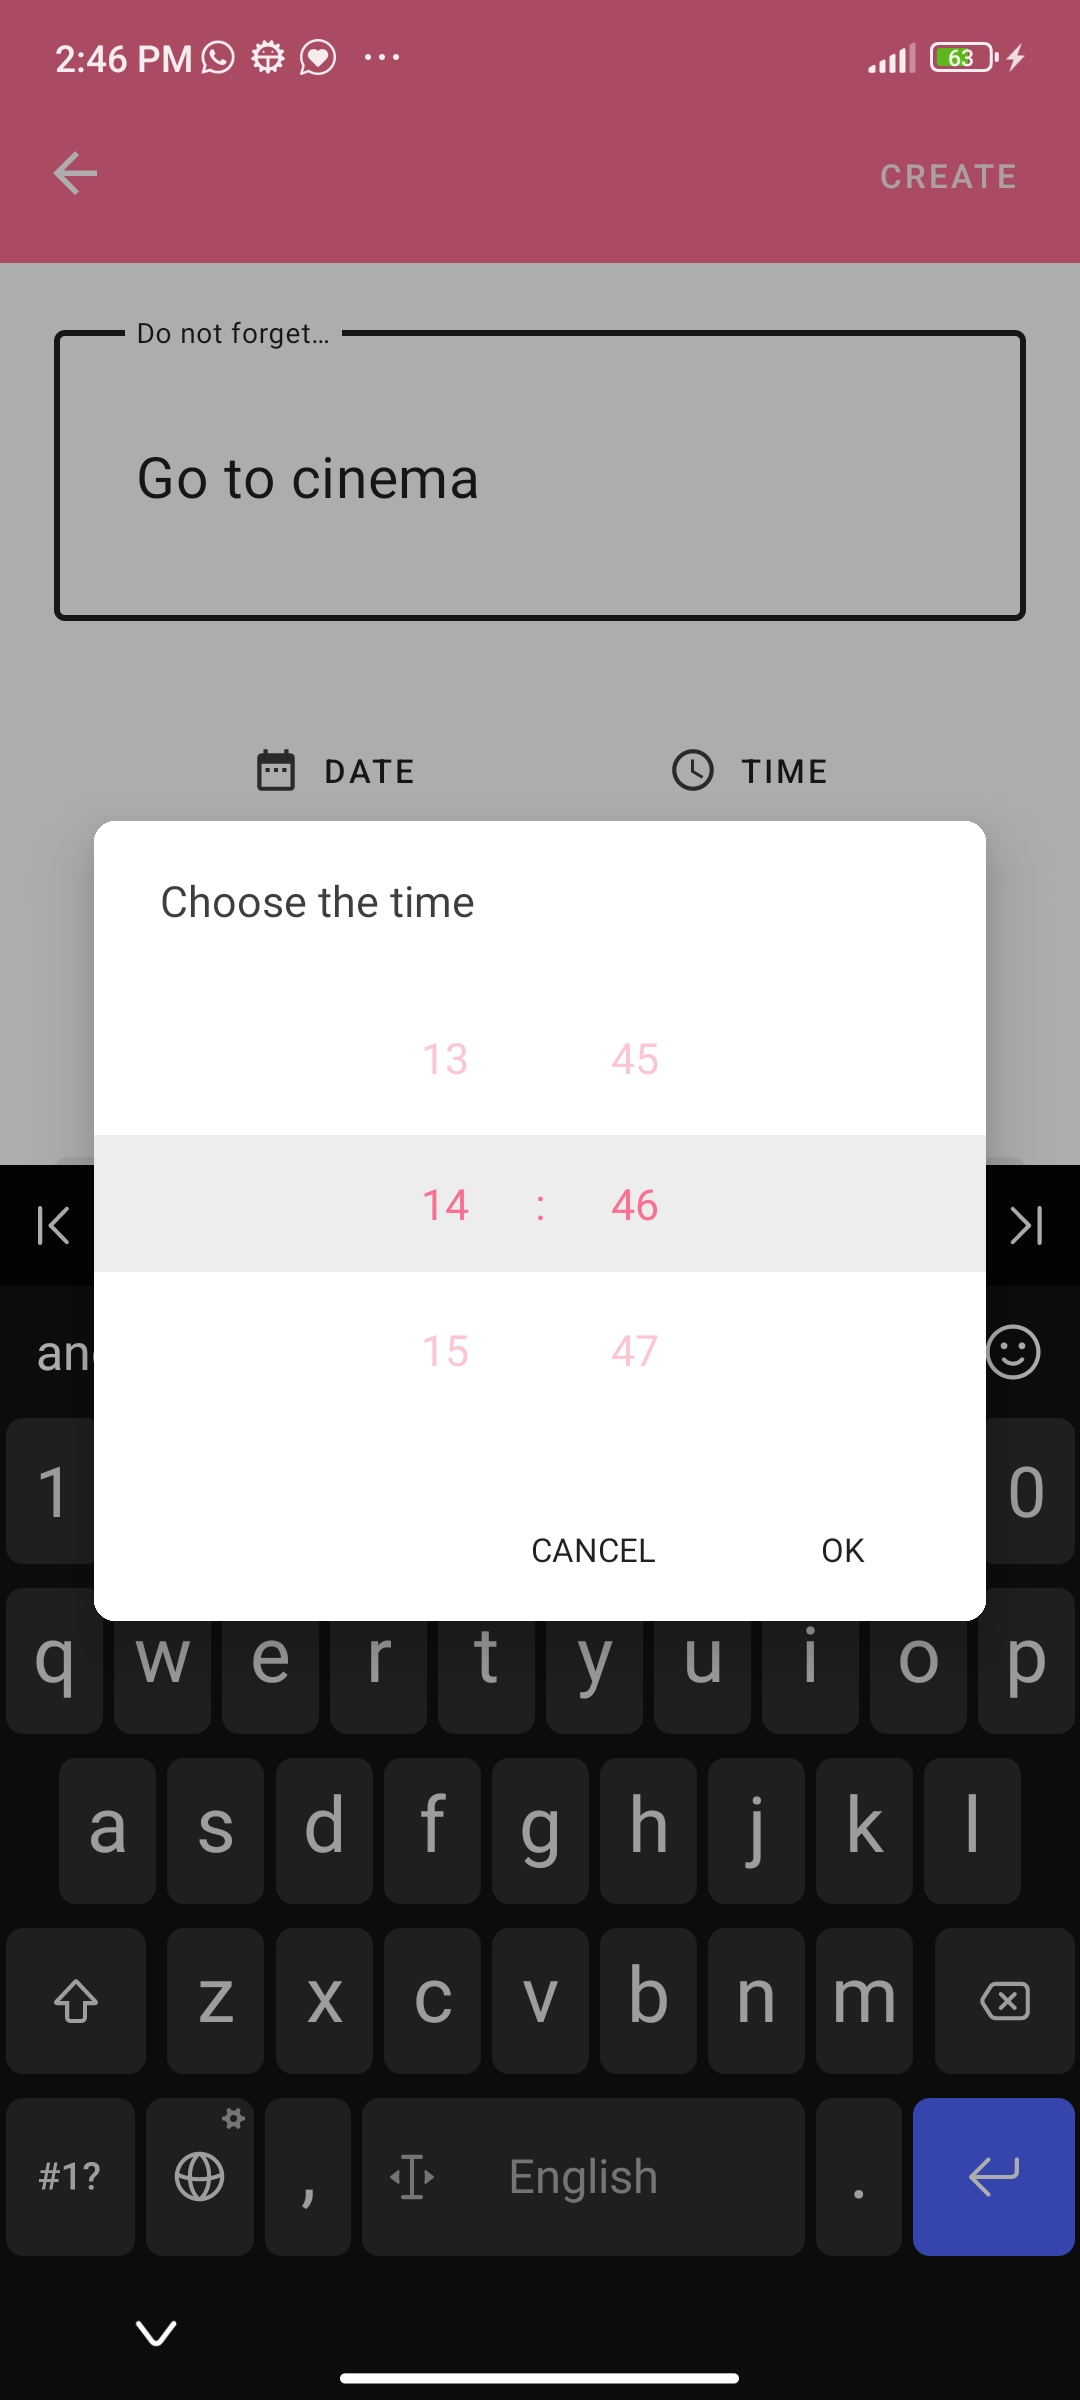 2:46 PM
63
CREATE
Do not forget…
Go to cinema
DATE
TIME
Choose the time
13 45
14 : 46
15 47
CANCEL OK
1 0
q w e r t y u i o p
a s d f g h j k l
z x c v b n m
#1? , English .